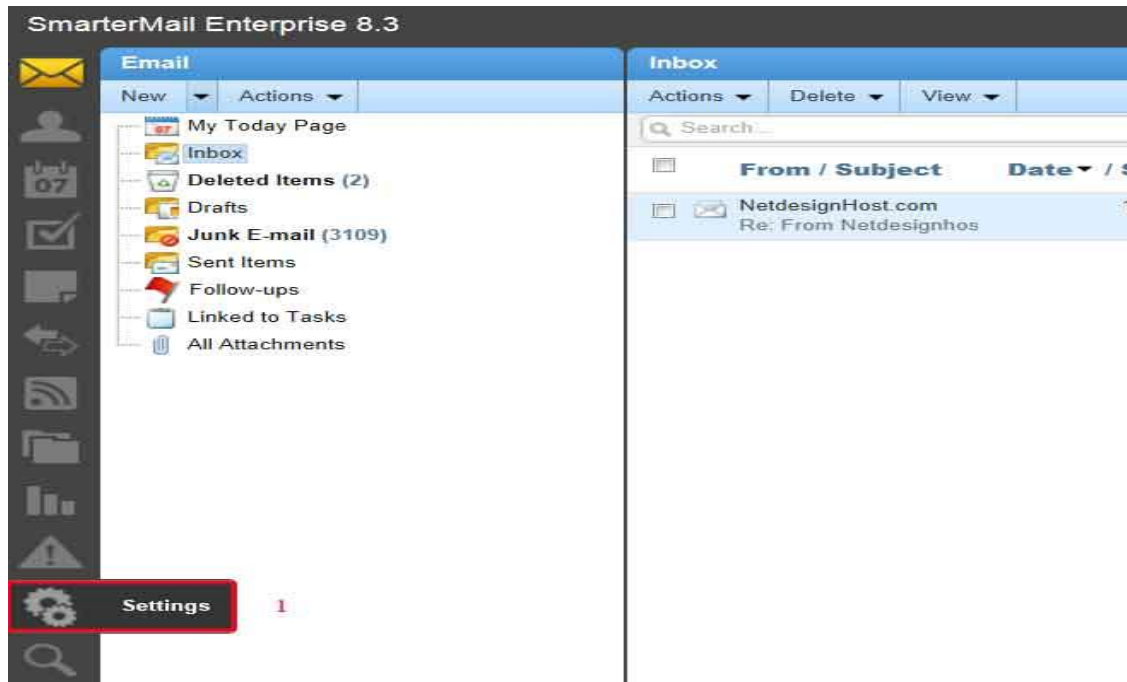 SmarterMail Enterprise 8.3
Email
New Actions
My Today Page
Inbox
Deleted Items (2)
Drafts
Junk E-mail (3109)
Sent Items
Follow-ups
Linked to Tasks
All Attachments
Inbox
Actions Delete View
Search...
From / Subject Date / S
NetdesignHost.com
Re: From Netdesignhos
07
07
Settings 1